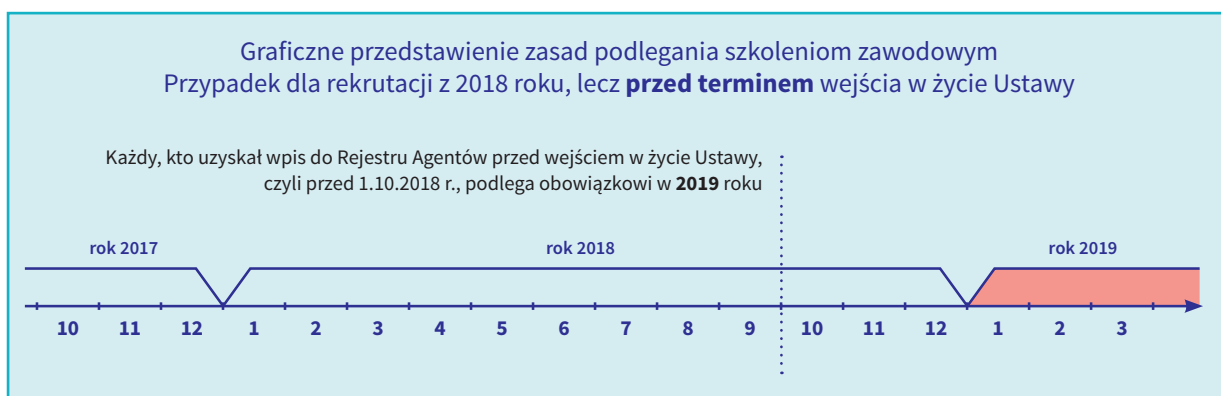 Graficzne przedstawienie zasad podlegania szkoleniom zawodowym
Przypadek dla rekrutacji z 2018 roku, lecz przed terminem wejścia w życie Ustawy
Każdy, kto uzyskał wpis do Rejestru Agentów przed wejściem w życie Ustawy,
czyli przed 1.10.2018 r., podlega obowiązkowi w 2019 roku
rok 2017 rok 2018 rok 2019
10 11 12 1 2 3 4 5 6 7 8 9 10 11 12 1 2 3